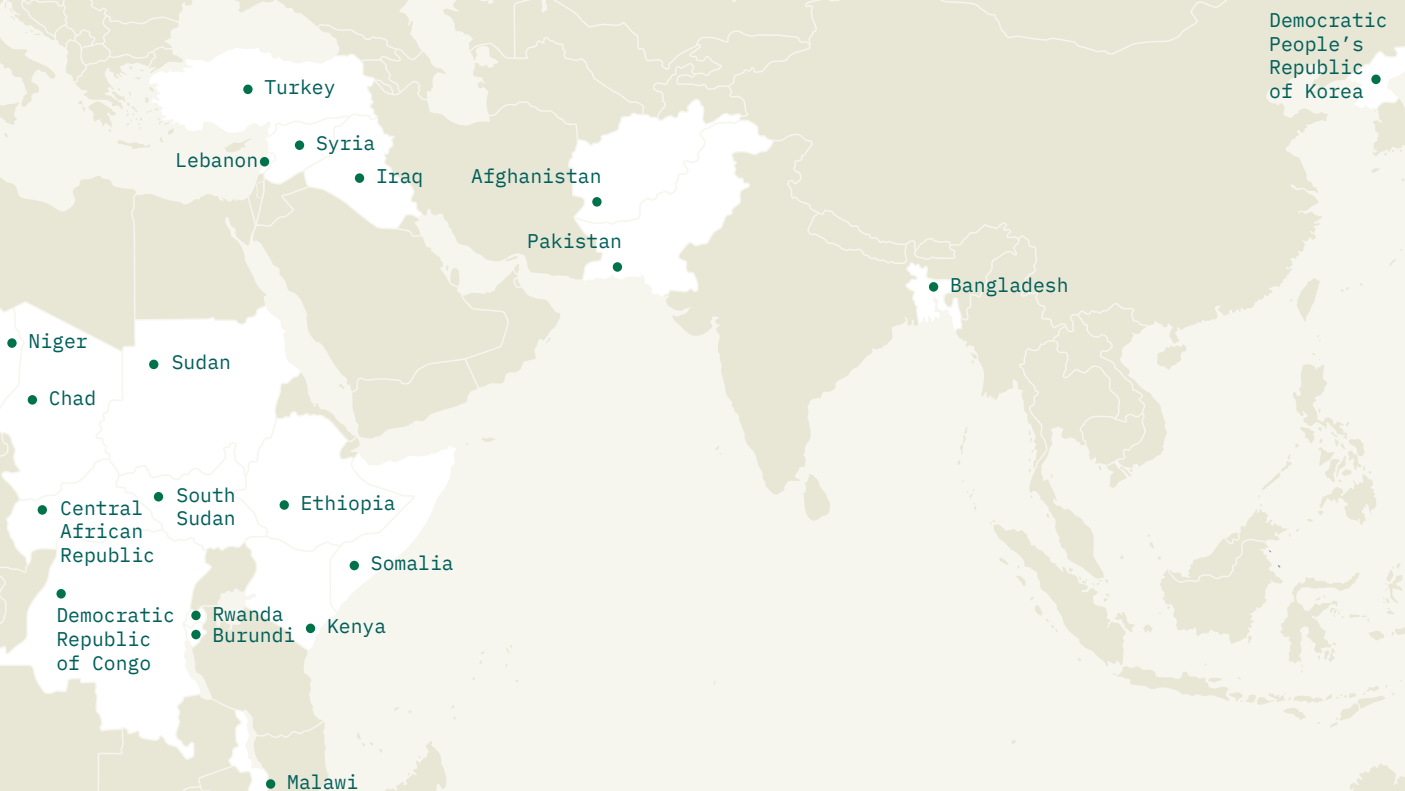 Democratic
People’s
Republic
of Korea
Turkey
Syria
Lebanon
Iraq
Afghanistan
Pakistan
Bangladesh
Niger
Sudan
Chad
South
Sudan
Ethiopia
Central
African
Republic
Somalia
Democratic
Republic
of Congo
Rwanda
Burundi
Kenya
Malawi